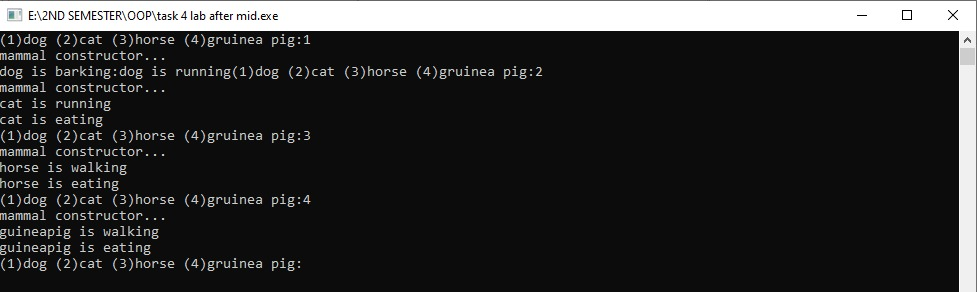 E:\2ND SEMESTER\OOP\task 4 lab after mid.exe
(1)dog (2)cat (3)horse (4)gruinea pig:1
mammal constructor...
dog is barking:dog is running(1)dog (2)cat (3)horse (4)gruinea pig:2
mammal constructor...
cat is running
cat is eating
(1)dog (2)cat (3)horse (4)gruinea pig:3
mammal constructor...
horse is walking
horse is eating
(1)dog (2)cat (3)horse (4)gruinea pig:4
mammal constructor...
guineapig is walking
guineapig is eating
(1)dog (2)cat (3)horse (4)gruinea pig: